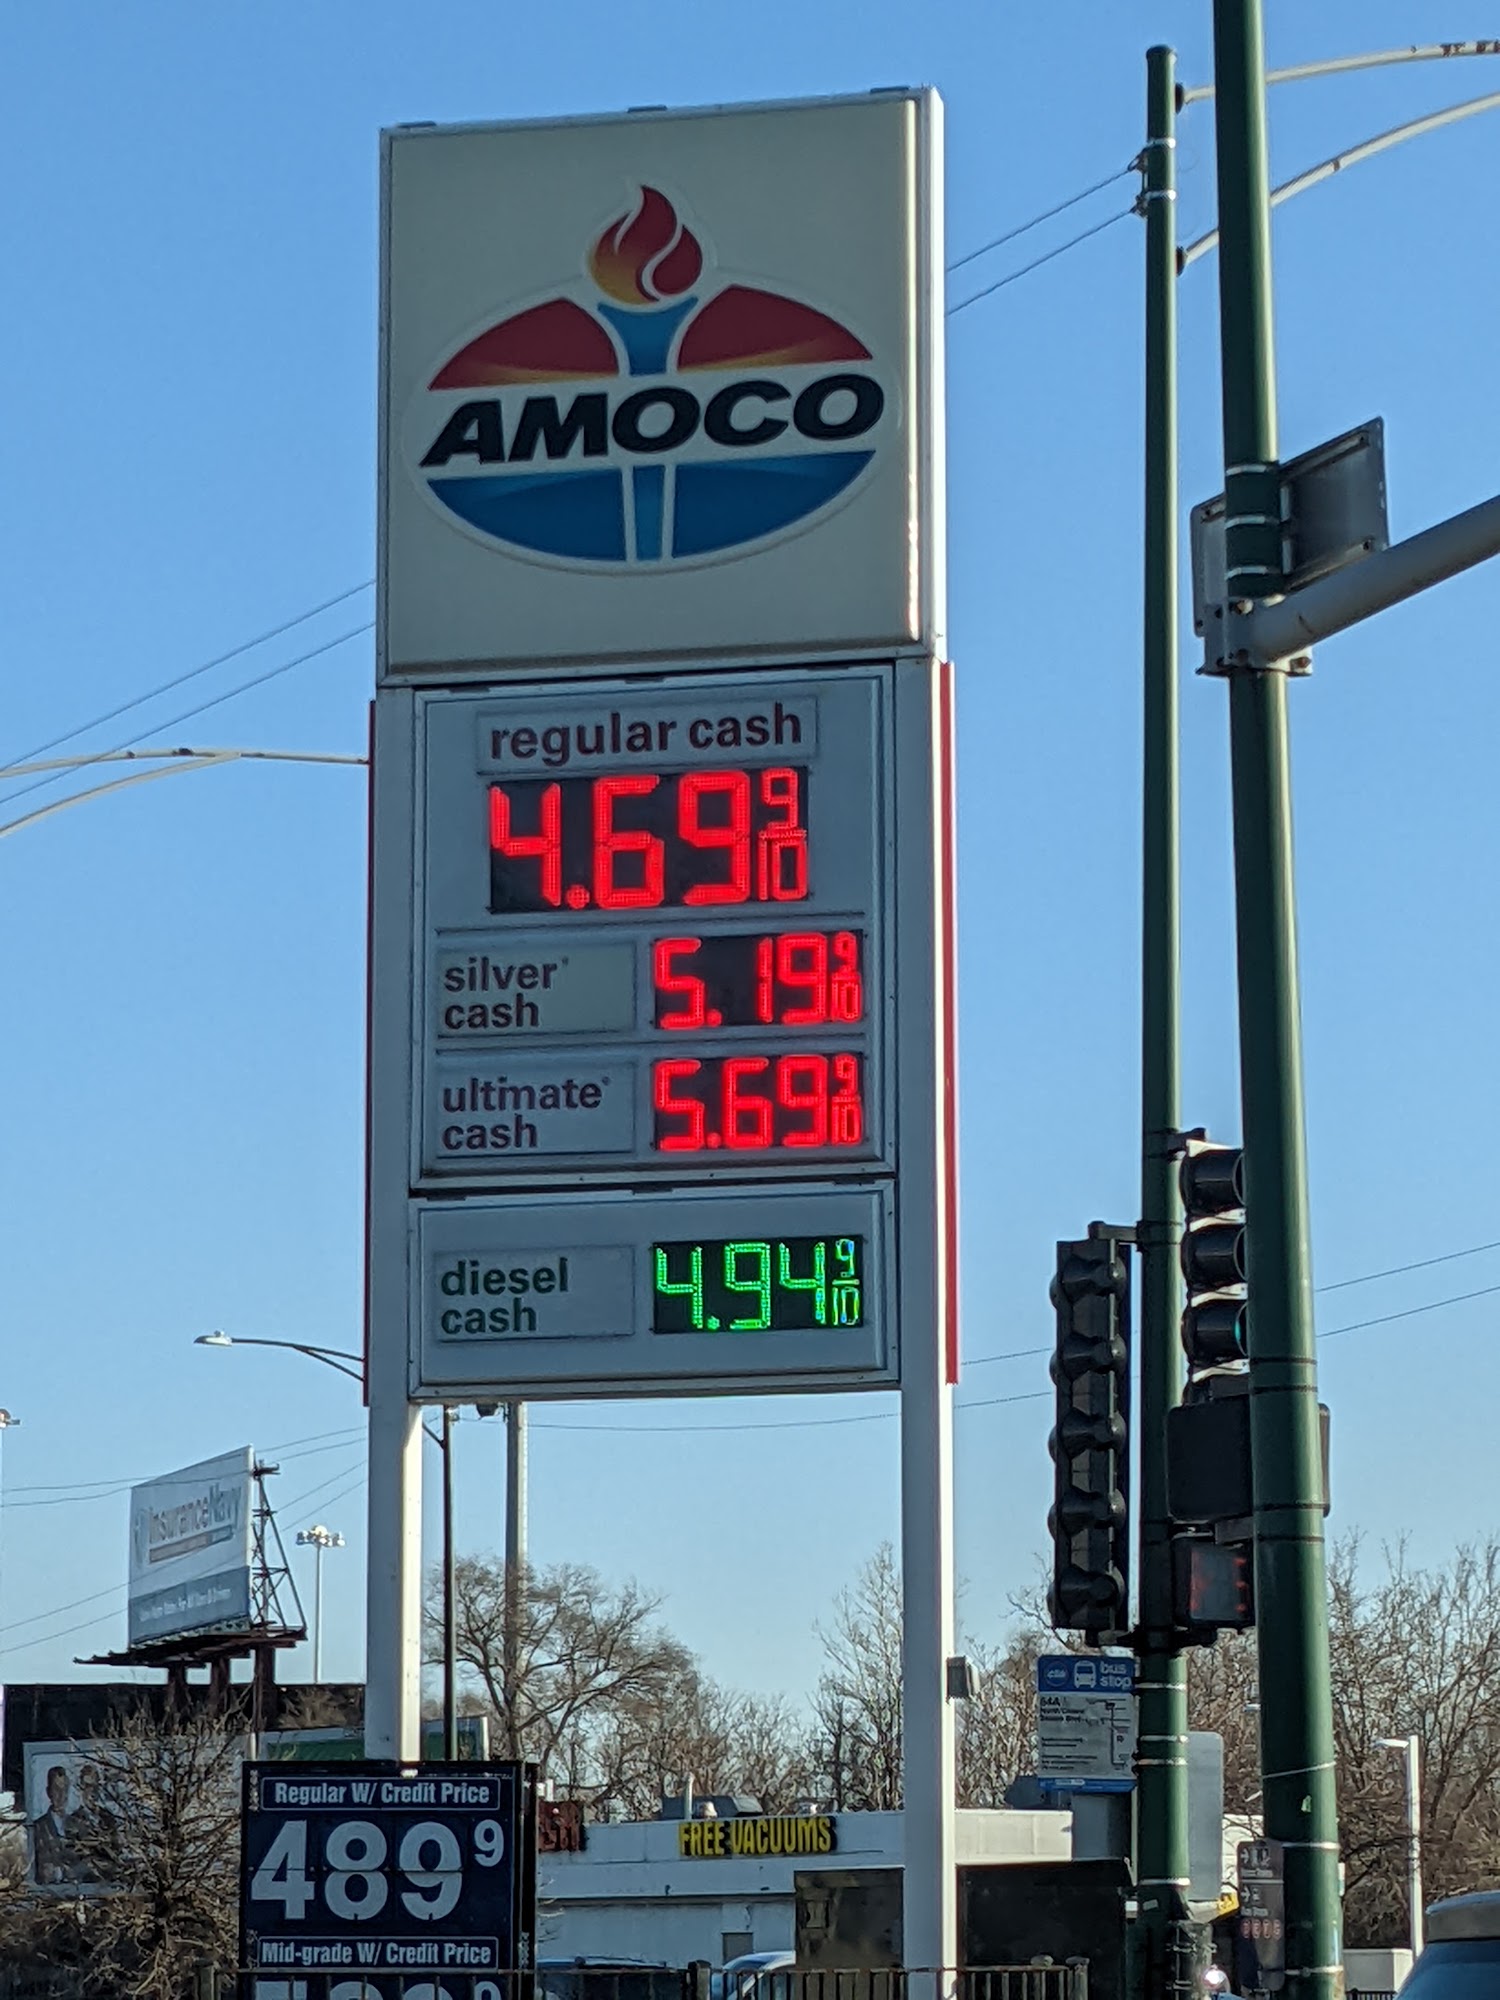 AMOCO
regular cash
4.69 9/10
silver
cash
5.19 9/10
ultimate
cash
5.69 9/10
diesel
cash
4.94 9/10
InsuranceNavy
bus
stop
54A
Regular W/ Credit Price
489 9
FREE VACUUMS
Mid-grade W/ Credit Price